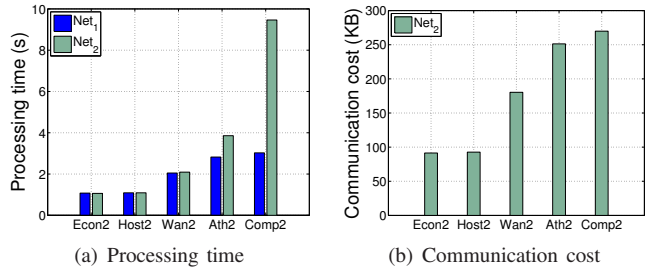 Net1
Net2
Processing time (s)
10
8
6
4
2
0
Econ2 Host2 Wan2 Ath2 Comp2
(a) Processing time
Net2
Communication cost (KB)
300
250
200
150
100
50
0
Econ2 Host2 Wan2 Ath2 Comp2
(b) Communication cost